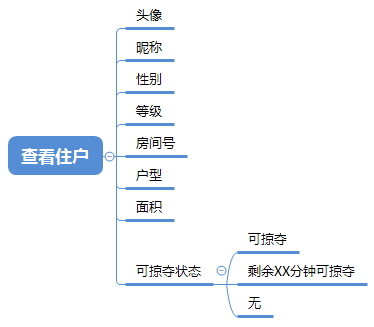 查看住户
头像
昵称
性别
等级
房间号
户型
面积
可掠夺状态
可掠夺
剩余XX分钟可掠夺
无